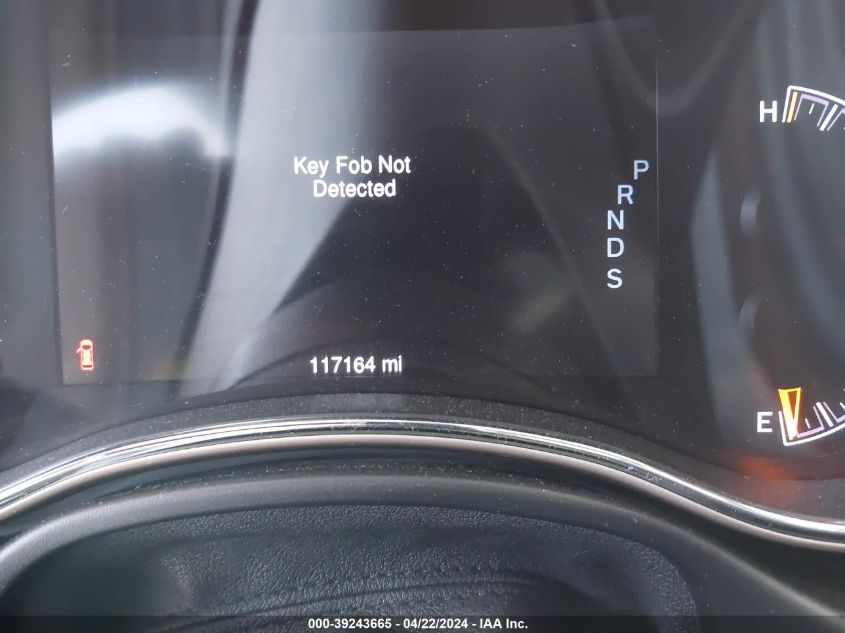 Key Fob Not
Detected
P
R
N
D
S
117164 mi
H
E
000-39243665 - 04/22/2024 - IAA Inc.